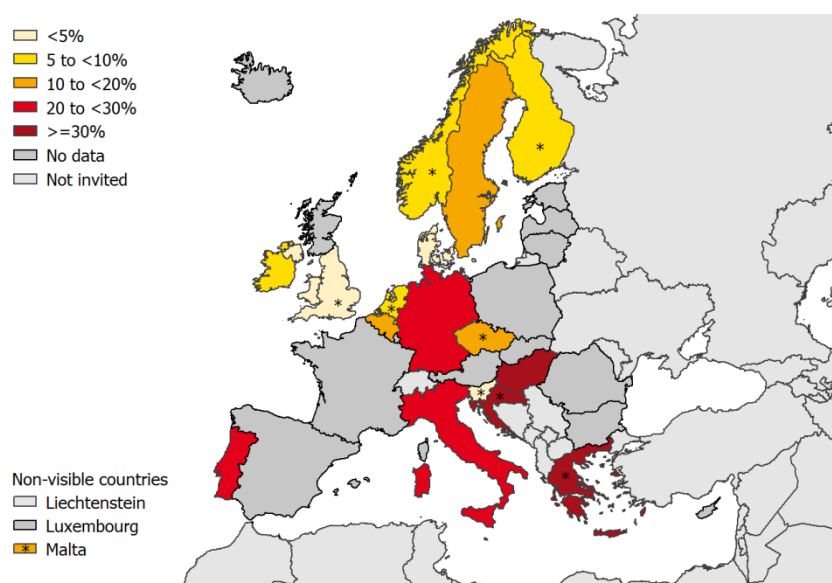 <5%
5 to <10%
10 to <20%
20 to <30%
>=30%
No data
Not invited
Non-visible countries
Liechtenstein
Luxembourg
* Malta